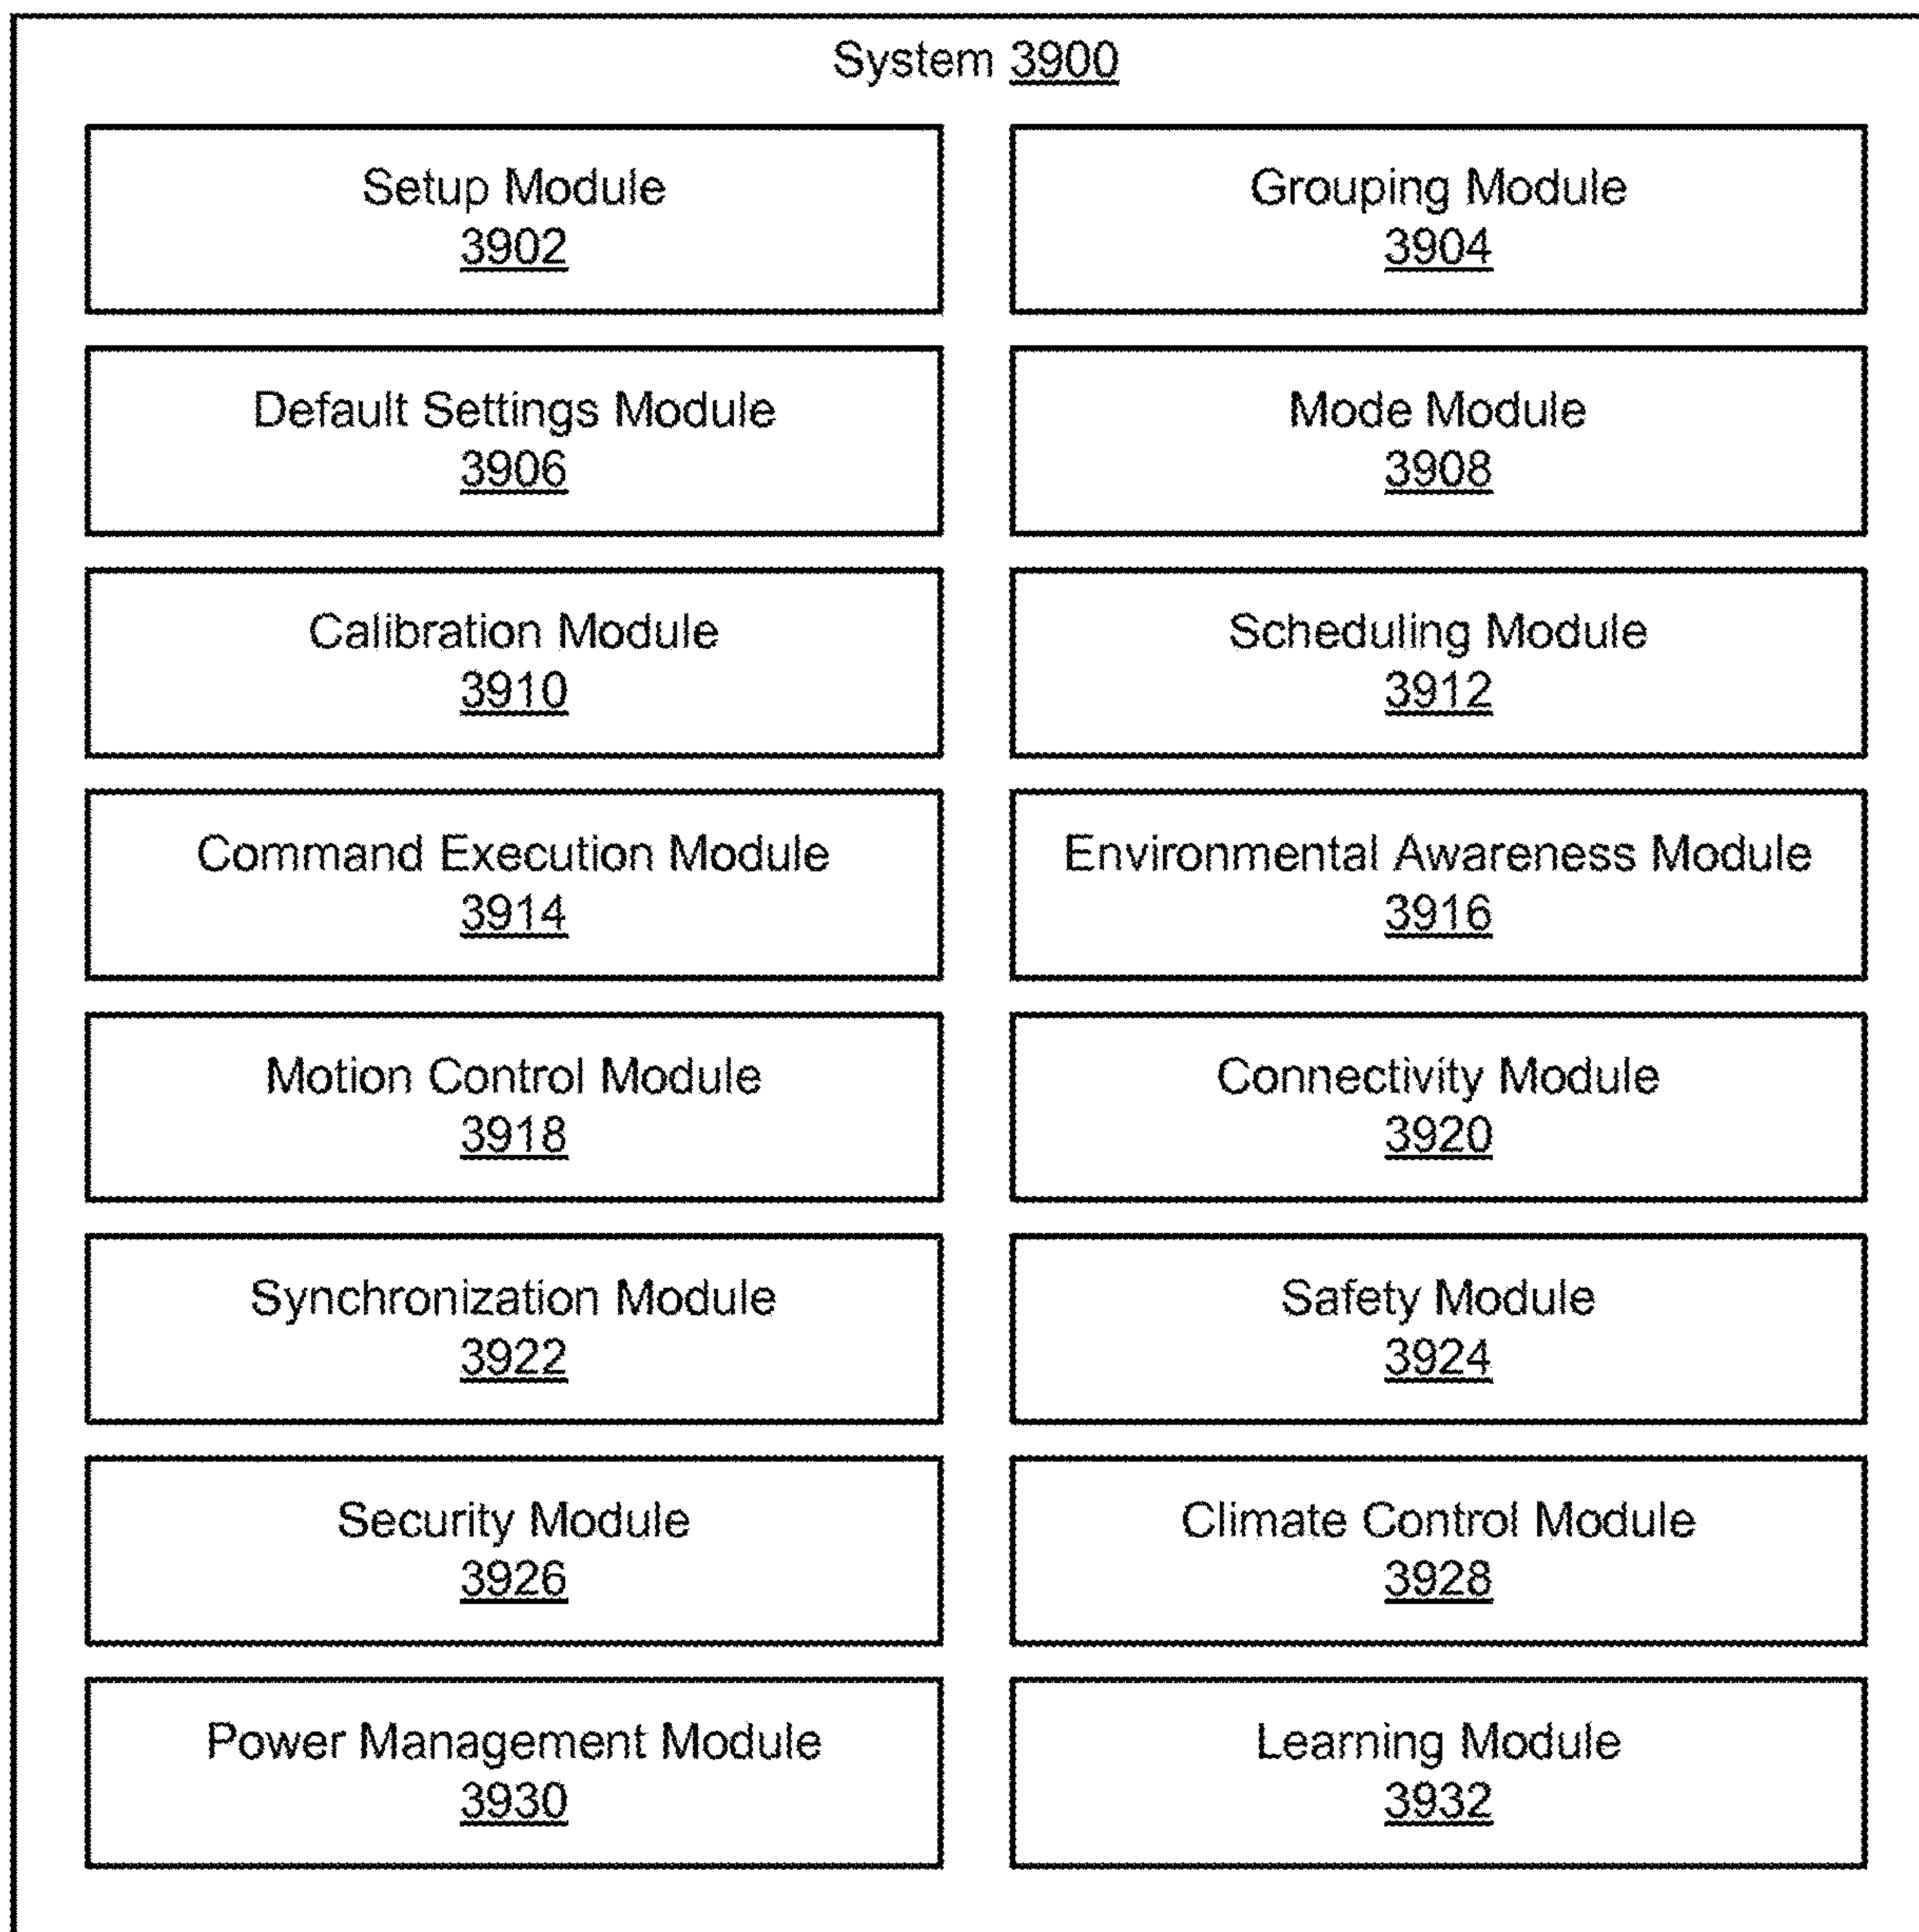 System 3900
Setup Module
3902
Grouping Module
3904
Default Settings Module
3906
Mode Module
3908
Calibration Module
3910
Scheduling Module
3912
Command Execution Module
3914
Environmental Awareness Module
3916
Motion Control Module
3918
Connectivity Module
3920
Synchronization Module
3922
Safety Module
3924
Security Module
3926
Climate Control Module
3928
Power Management Module
3930
Learning Module
3932